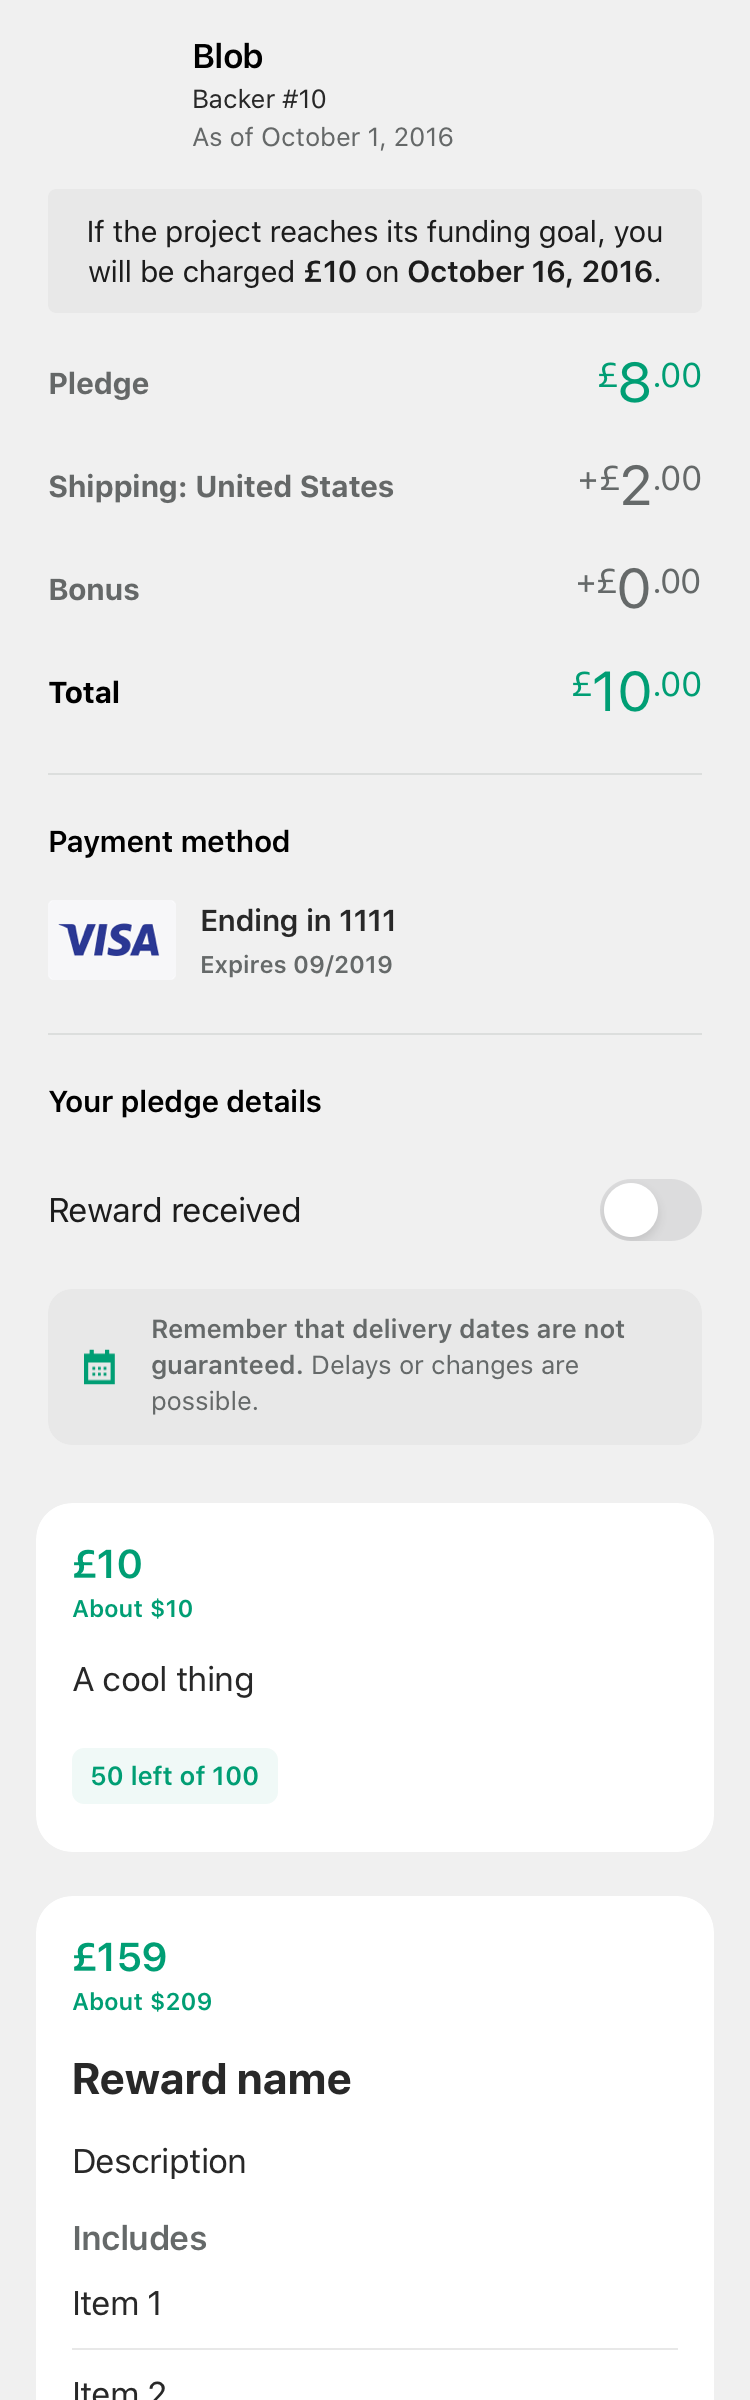 Blob
Backer #10
As of October 1, 2016
If the project reaches its funding goal, you
will be charged £10 on October 16, 2016.
Pledge £8.00
Shipping: United States +£2.00
Bonus +£0.00
Total £10.00
Payment method
VISA
Ending in 1111
Expires 09/2019
Your pledge details
Reward received
Remember that delivery dates are not
guaranteed. Delays or changes are
possible.
£10
About $10
A cool thing
50 left of 100
£159
About $209
Reward name
Description
Includes
Item 1
Item 2